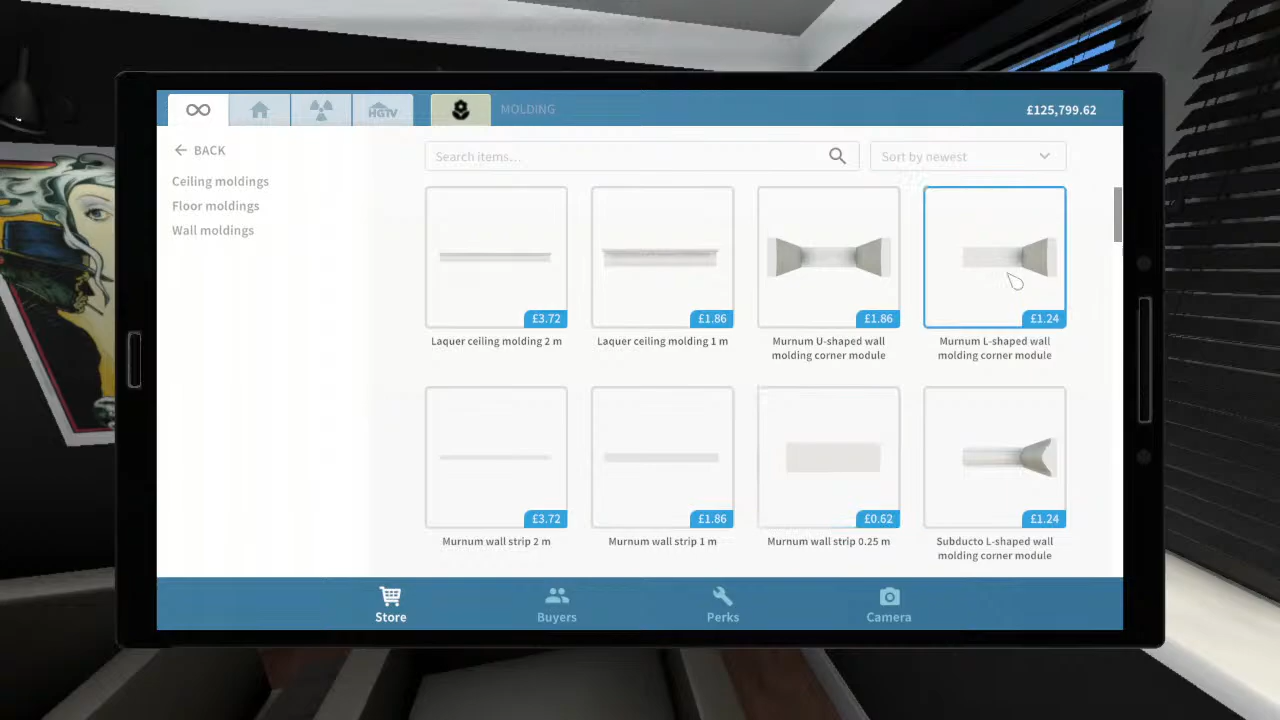 HGTV
MOLDING
£125,799.62
BACK
Search items...
Sort by newest
Ceiling moldings
Floor moldings
Wall moldings
£3.72
£1.86
£1.86
£1.24
Laquer ceiling molding 2 m
Laquer ceiling molding 1 m
Murnum U-shaped wall
molding corner module
Murnum L-shaped wall
molding corner module
£3.72
£1.86
£0.62
£1.24
Murnum wall strip 2 m
Murnum wall strip 1 m
Murnum wall strip 0.25 m
Subducto L-shaped wall
molding corner module
Store
Buyers
Perks
Camera